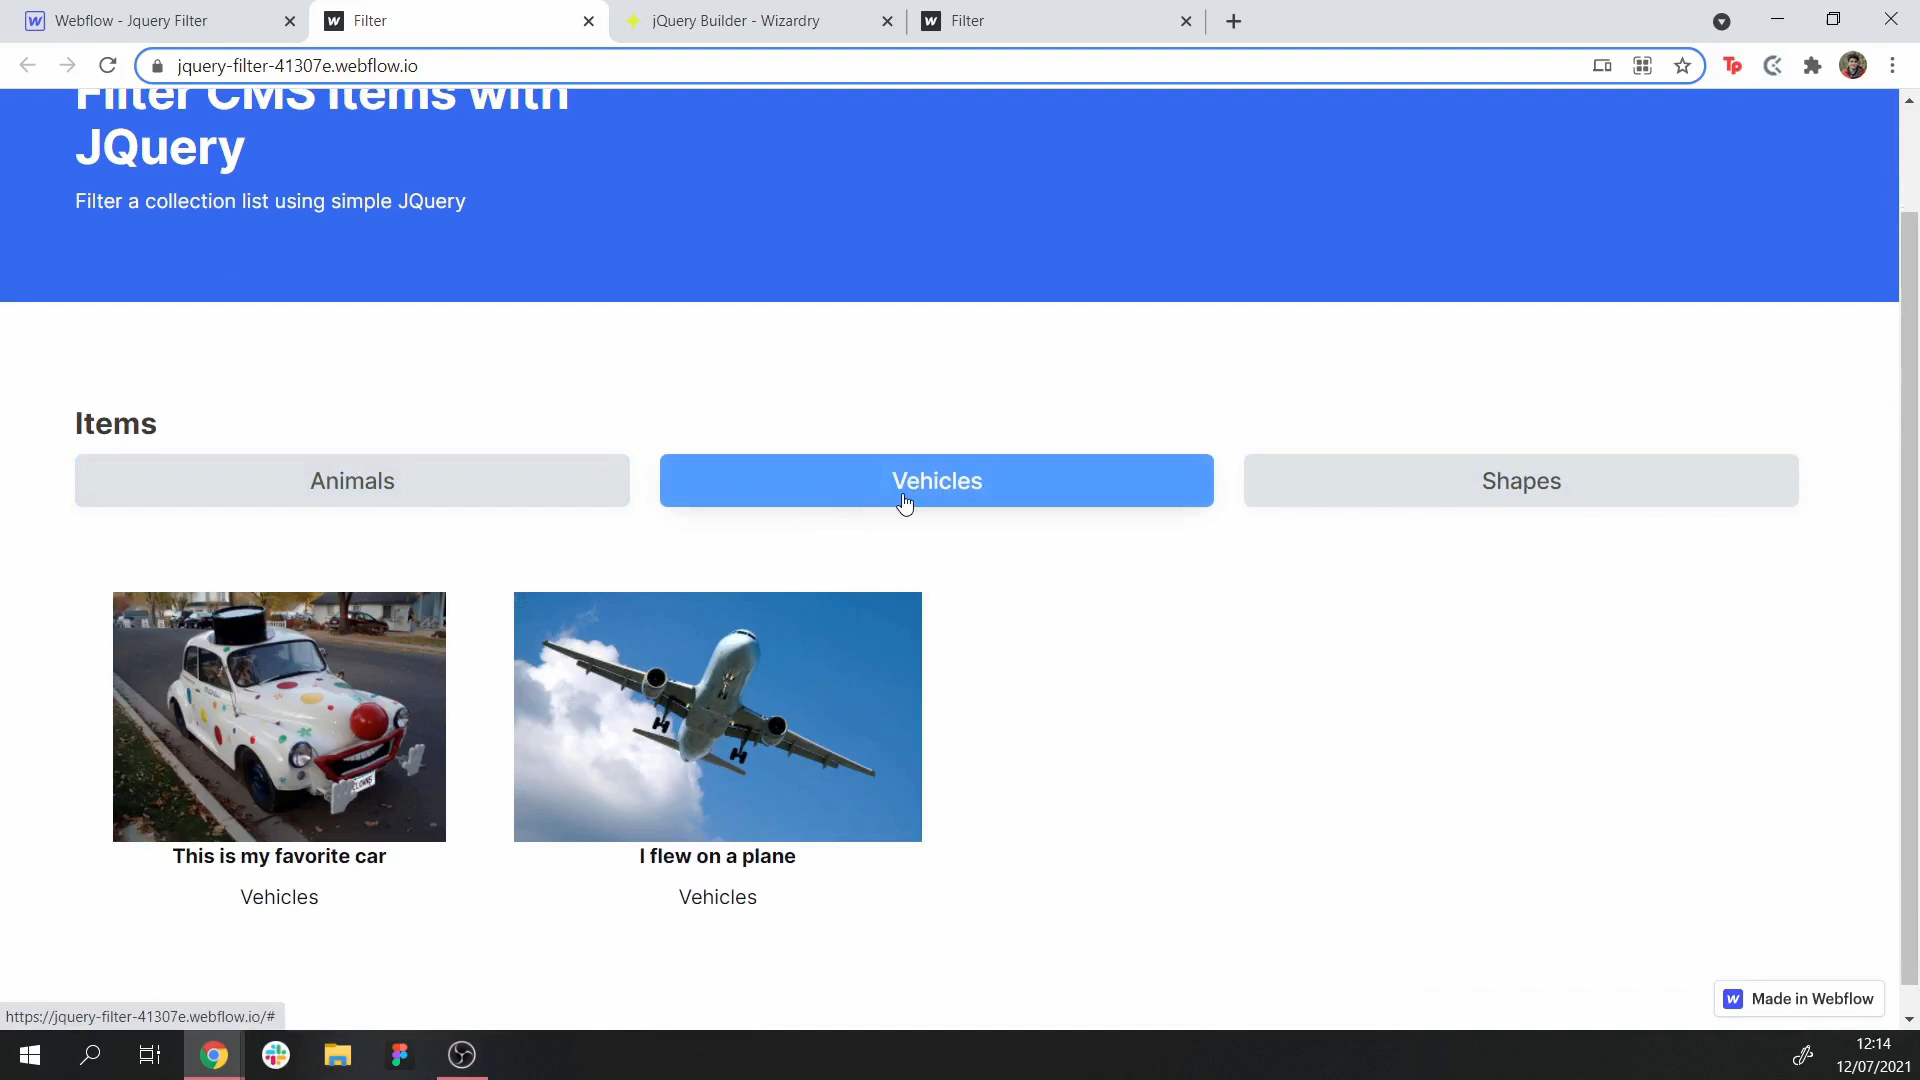 Webflow - Jquery Filter
Filter
jQuery Builder - Wizardry
Filter
jquery-filter-41307e.webflow.io
Tp
Filter CMS Items with
JQuery
Filter a collection list using simple JQuery
Items
Animals
Vehicles
Shapes
CLOWNS
This is my favorite car
I flew on a plane
Vehicles
Vehicles
Made in Webflow
https://jquery-filter-41307e.webflow.io/#
12:14
12/07/2021